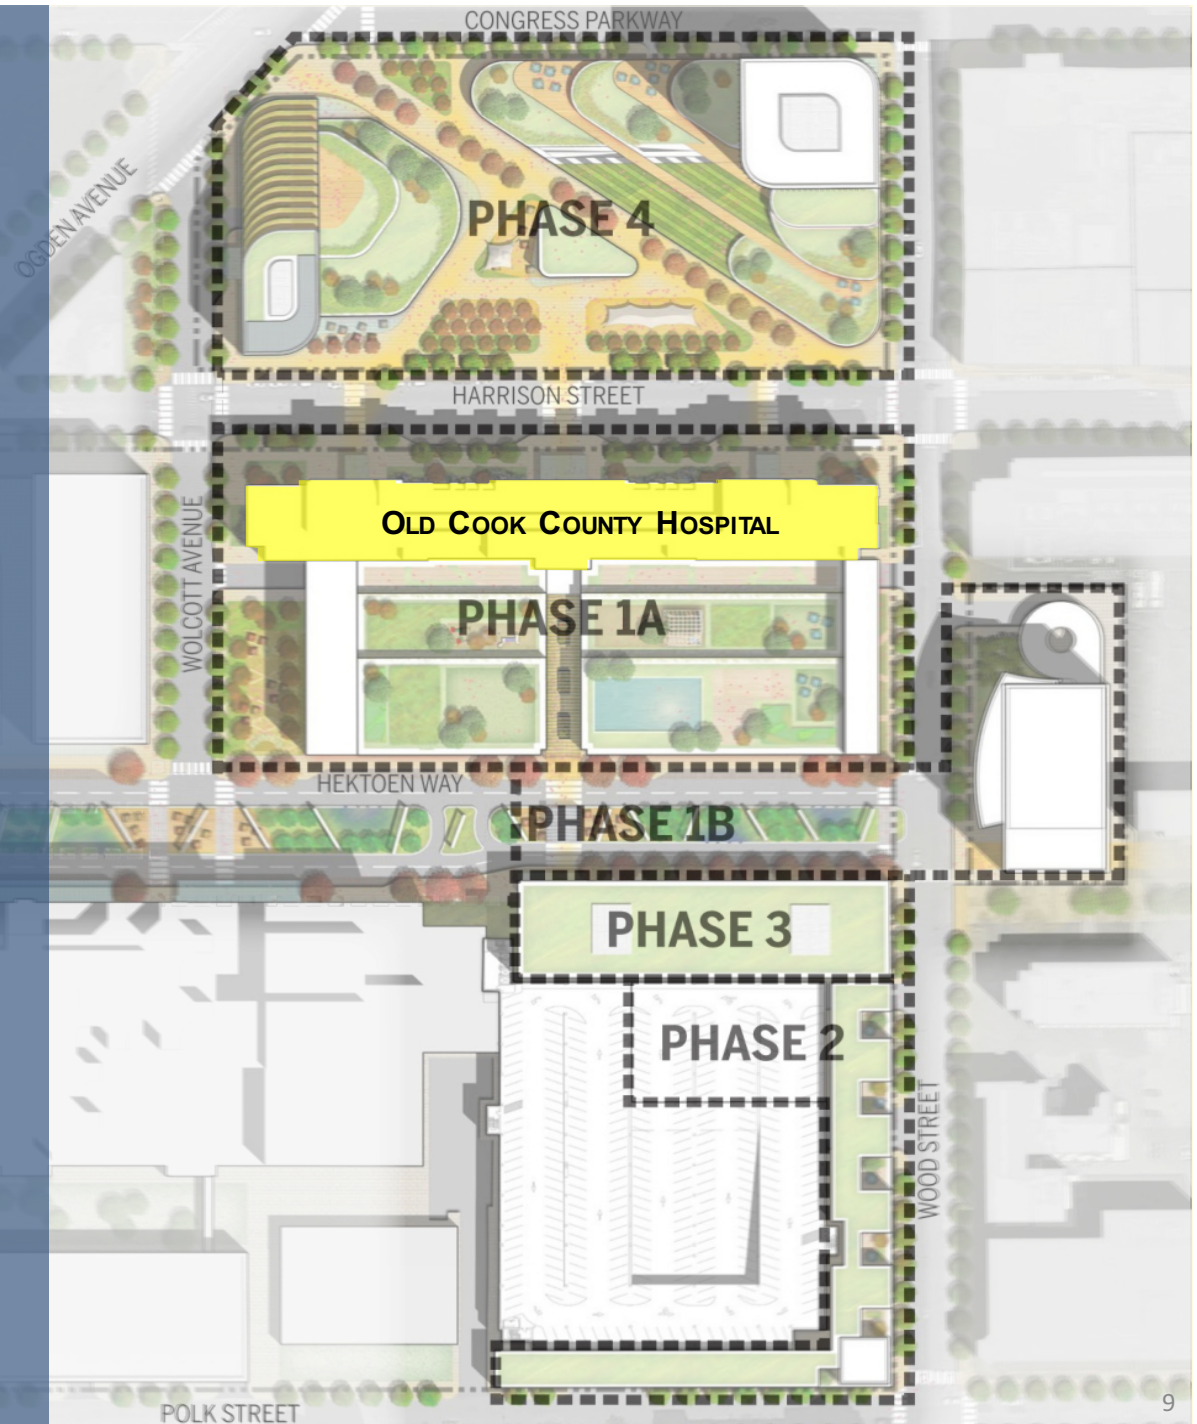 CONGRESS PARKWAY
OGDEN AVENUE
PHASE 4
HARRISON STREET
OLD COOK COUNTY HOSPITAL
WOLCOTT AVENUE
PHASE 1A
HEKTOEN WAY
PHASE 1B
PHASE 3
PHASE 2
WOOD STREET
POLK STREET
9